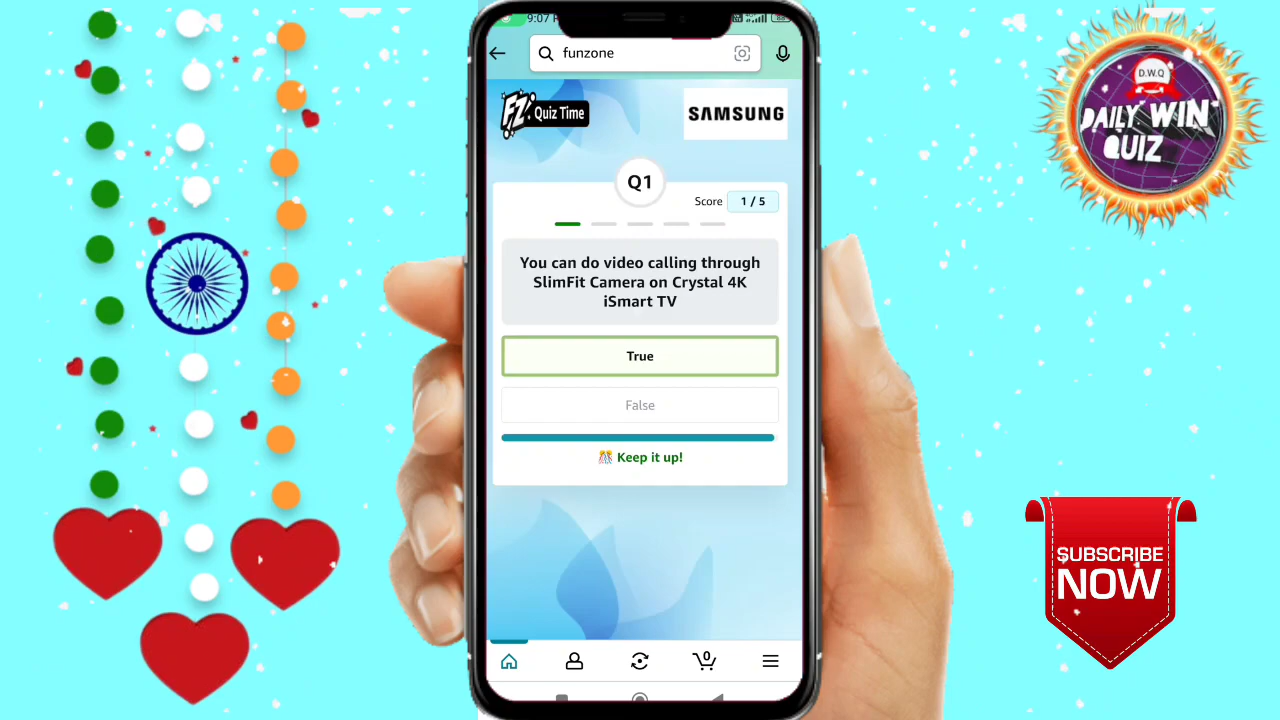 9:07
funzone
FZ. Quiz Time
SAMSUNG
Q1
Score 1 / 5
You can do video calling through
SlimFit Camera on Crystal 4K
iSmart TV
True
False
Keep it up!
0
D.W.Q
DAILY WIN
QUIZ
SUBSCRIBE
NOW